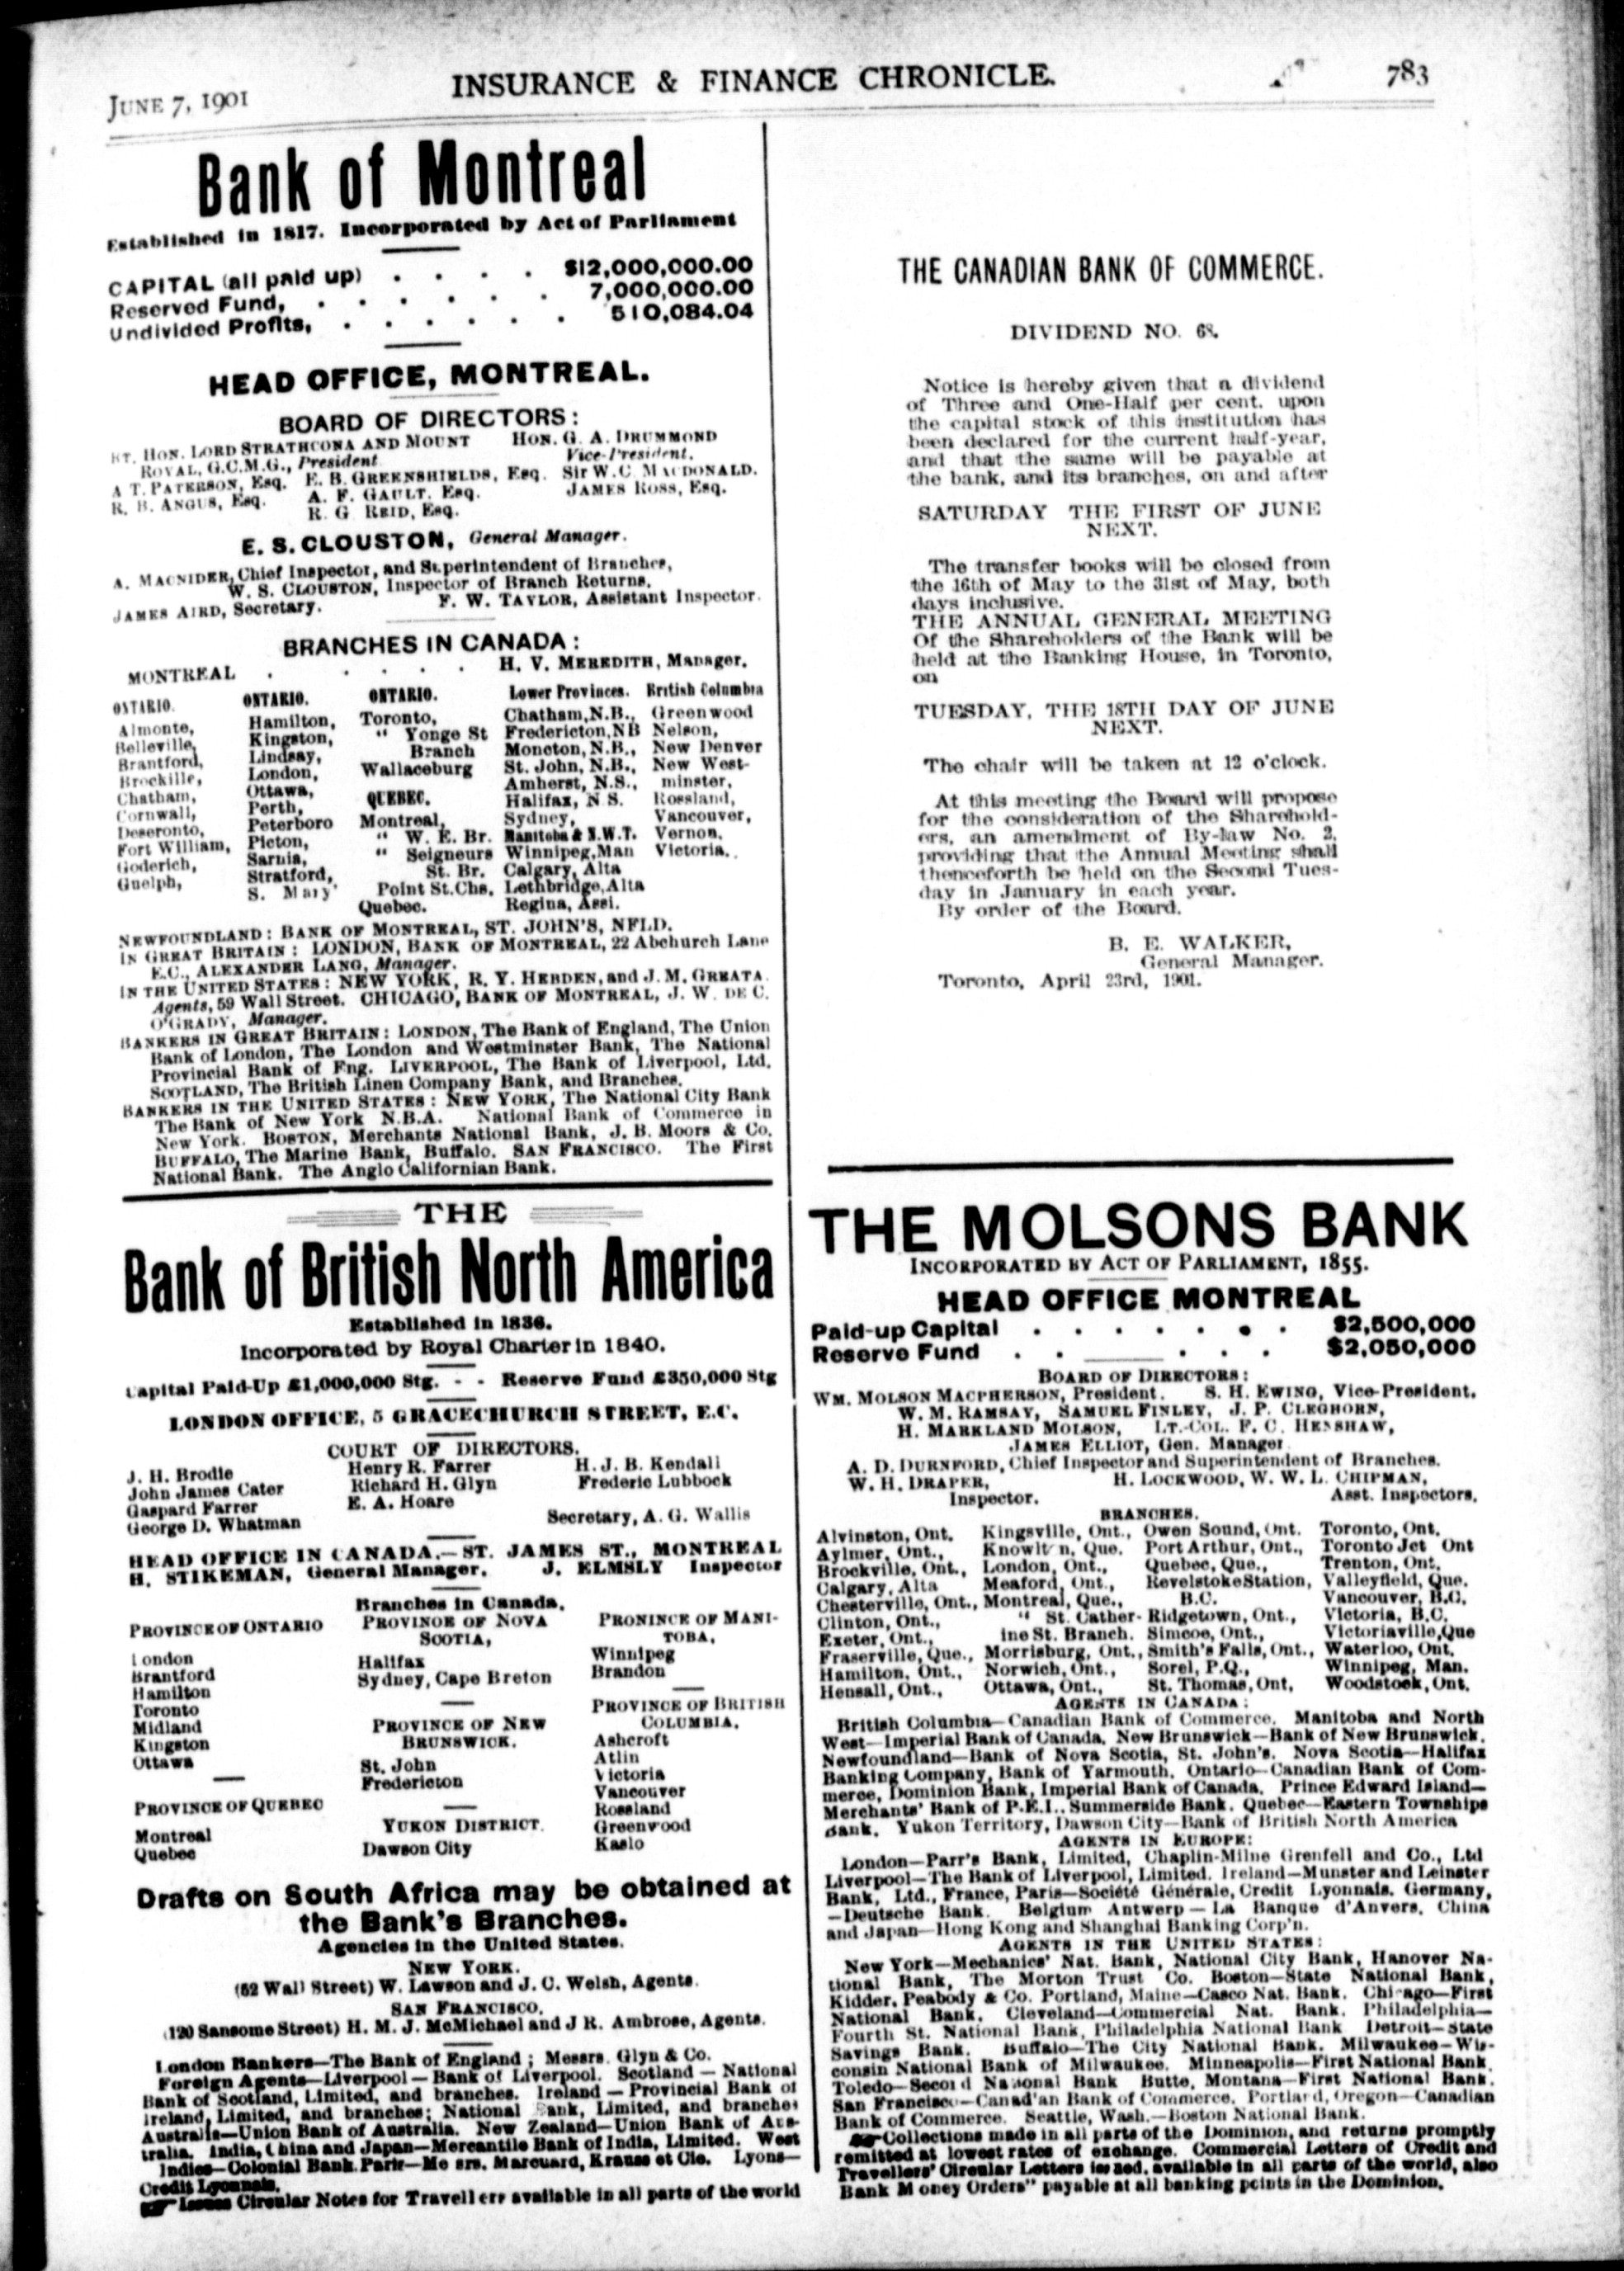 JUNE 7, 1901
INSURANCE & FINANCE CHRONICLE.
783
Bank of Montreal
Established in 1817. Incorporated by Act of Parliament
CAPITAL (all paid up) . . . . $12,000,000.00
Reserved Fund, . . . . . . 7,000,000.00
Undivided Profits, . . . . . . 510,084.04
HEAD OFFICE, MONTREAL.
BOARD OF DIRECTORS:
RT. HON. LORD STRATHCONA AND MOUNT HON. G. A. DRUMMOND
ROYAL, G.C.M.G., President Vice-President.
A T. PATERSON, Esq. E. B. GREENSHIELDS, Esq. Sir W. C. MACDONALD.
R. B. ANGUS, Esq. A. F. GAULT, Esq. JAMES ROSS, Esq.
R. G REID, Esq.
E. S. CLOUSTON, General Manager.
A. MACNIDER, Chief Inspector, and Superintendent of Branches,
W. S. CLOUSTON, Inspector of Branch Returns.
JAMES AIRD, Secretary. F. W. TAYLOR, Assistant Inspector.
BRANCHES IN CANADA:
MONTREAL . . . . . H. V. MEREDITH, Manager.
ONTARIO. ONTARIO. ONTARIO. Lower Provinces. British Columbia
Almonte, Hamilton, Toronto, Chatham, N.B., Greenwood
Belleville, Kingston, " Yonge St Fredericton, NB Nelson,
Brantford, Lindsay, Branch Moncton, N.B., New Denver
Brockille, London, Wallaceburg St. John, N.B., New West-
Chatham, Ottawa, Amherst, N.S., minster,
Cornwall, Perth, QUEBEC. Halifax, N S. Rossland,
Deseronto, Peterboro Montreal, Sydney, Vancouver,
Fort William, Picton, " W. E. Br. Manitoba & N.W.T. Vernon,
Goderich, Sarnia, " Seigneurs Winnipeg, Man Victoria.
Guelph, Stratford, St. Br. Calgary, Alta
S. Mary' Point St. Chs, Lethbridge, Alta
Quebec. Regina, Assi.
NEWFOUNDLAND: BANK OF MONTREAL, ST. JOHN'S, NFLD.
IN GREAT BRITAIN: LONDON, BANK OF MONTREAL, 22 Abchurch Lane
E.C., ALEXANDER LANG, Manager.
IN THE UNITED STATES: NEW YORK, R. Y. HEBDEN, and J. M. GREATA
Agents, 59 Wall Street. CHICAGO, BANK OF MONTREAL, J. W. DE C.
O'GRADY, Manager.
BANKERS IN GREAT BRITAIN: LONDON, The Bank of England, The Union
Bank of London, The London and Westminster Bank, The National
Provincial Bank of Eng. LIVERPOOL, The Bank of Liverpool, Ltd.
SCOTLAND, The British Linen Company Bank, and Branches.
BANKERS IN THE UNITED STATES: NEW YORK, The National City Bank
The Bank of New York N.B.A. National Bank of Commerce in
New York. BOSTON, Merchants National Bank, J. B. Moors & Co.
BUFFALO, The Marine Bank, Buffalo. SAN FRANCISCO. The First
National Bank. The Anglo Californian Bank.
THE
Bank of British North America
Established in 1836.
Incorporated by Royal Charter in 1840.
Capital Paid-Up £1,000,000 Stg. - - Reserve Fund £350,000 Stg
LONDON OFFICE, 5 GRACECHURCH STREET, E.C.
COURT OF DIRECTORS.
J. H. Brodie Henry R. Farrer H. J. B. Kendall
John James Cater Richard H. Glyn Frederic Lubbock
Gaspard Farrer E. A. Hoare
George D. Whatman Secretary, A. G. Wallis
HEAD OFFICE IN CANADA.—ST. JAMES ST., MONTREAL
H. STIKEMAN, General Manager. J. ELMSLY Inspector
Branches in Canada.
PROVINCE OF ONTARIO
London
Brantford
Hamilton
Toronto
Midland
Kingston
Ottawa
PROVINCE OF QUEBEC
Montreal
Quebec
PROVINCE OF NOVA
SCOTIA,
Halifax
Sydney, Cape Breton
PROVINCE OF NEW
BRUNSWICK.
St. John
Fredericton
YUKON DISTRICT.
Dawson City
PRONINCE OF MANI-
TOBA,
Winnipeg
Brandon
PROVINCE OF BRITISH
COLUMBIA.
Ashcroft
Atlin
Victoria
Vancouver
Rossland
Greenwood
Kaslo
Drafts on South Africa may be obtained at
the Bank's Branches.
Agencies in the United States.
NEW YORK.
(52 Wall Street) W. Lawson and J. C. Welsh, Agents.
SAN FRANCISCO.
(120 Sansome Street) H. M. J. McMichael and J R. Ambrose, Agents.
London Bankers—The Bank of England; Messrs. Glyn & Co.
Foreign Agents—Liverpool—Bank of Liverpool. Scotland—National
Bank of Scotland, Limited, and branches. Ireland—Provincial Bank of
Ireland, Limited, and branches; National Bank, Limited, and branches
Australia—Union Bank of Australia. New Zealand—Union Bank of Aus-
tralia. India, China and Japan—Mercantile Bank of India, Limited. West
Indies—Colonial Bank. Paris—Me srs. Marcuard, Krauss et Cie. Lyons—
Credit Lyonnais.
Issues Circular Notes for Travellers available in all parts of the world
THE CANADIAN BANK OF COMMERCE.
DIVIDEND NO. 68.
Notice is hereby given that a dividend
of Three and One-Half per cent. upon
the capital stock of this institution has
been declared for the current half-year,
and that the same will be payable at
the bank, and its branches, on and after
SATURDAY THE FIRST OF JUNE
NEXT.
The transfer books will be closed from
the 16th of May to the 31st of May, both
days inclusive.
THE ANNUAL GENERAL MEETING
Of the Shareholders of the Bank will be
held at the Banking House, in Toronto,
on
TUESDAY, THE 18TH DAY OF JUNE
NEXT.
The chair will be taken at 12 o'clock.
At this meeting the Board will propose
for the consideration of the Sharehold-
ers, an amendment of By-law No. 2,
providing that the Annual Meeting shall
thenceforth be held on the Second Tues-
day in January in each year.
By order of the Board.
B. E. WALKER,
General Manager.
Toronto, April 23rd, 1901.
THE MOLSONS BANK
INCORPORATED BY ACT OF PARLIAMENT, 1855.
HEAD OFFICE MONTREAL
Paid-up Capital . . . . . . . $2,500,000
Reserve Fund . . . . . $2,050,000
BOARD OF DIRECTORS:
WM. MOLSON MACPHERSON, President. S. H. EWING, Vice-President.
W. M. RAMSAY, SAMUEL FINLEY, J. P. CLEGHORN,
H. MARKLAND MOLSON, LT.-COL. F. C. HENSHAW,
JAMES ELLIOT, Gen. Manager
A. D. DURNFORD, Chief Inspector and Superintendent of Branches.
W. H. DRAPER, H. LOCKWOOD, W. W. L. CHIPMAN,
Inspector. Asst. Inspectors.
BRANCHES.
Alvinston, Ont. Kingsville, Ont., Owen Sound, Ont. Toronto, Ont.
Aylmer, Ont., Knowlt n, Que. Port Arthur, Ont., Toronto Jct Ont
Brockville, Ont., London, Ont., Quebec, Que., Trenton, Ont.
Calgary, Alta Meaford, Ont., Revelstoke Station, Valleyfield, Que.
Chesterville, Ont., Montreal, Que., B.C. Vancouver, B.C.
Clinton, Ont., " St. Cather- Ridgetown, Ont., Victoria, B.C.
Exeter, Ont., ine St. Branch. Simcoe, Ont., Victoriaville, Que
Fraserville, Que., Morrisburg, Ont., Smith's Falls, Ont., Waterloo, Ont.
Hamilton, Ont., Norwich, Ont., Sorel, P.Q., Winnipeg, Man.
Hensall, Ont., Ottawa, Ont., St. Thomas, Ont, Woodstock, Ont.
AGENTS IN CANADA:
British Columbia—Canadian Bank of Commerce. Manitoba and North
West—Imperial Bank of Canada. New Brunswick—Bank of New Brunswick.
Newfoundland—Bank of Nova Scotia, St. John's. Nova Scotia—Halifax
Banking Company, Bank of Yarmouth. Ontario—Canadian Bank of Com-
merce, Dominion Bank, Imperial Bank of Canada. Prince Edward Island—
Merchants' Bank of P.E.I., Summerside Bank. Quebec—Eastern Townships
Bank. Yukon Territory, Dawson City—Bank of British North America
AGENTS IN EUROPE:
London—Parr's Bank, Limited, Chaplin-Milne Grenfell and Co., Ltd
Liverpool—The Bank of Liverpool, Limited. Ireland—Munster and Leinster
Bank, Ltd., France, Paris—Société Générale, Credit Lyonnais. Germany,
—Deutsche Bank. Belgium Antwerp—La Banque d'Anvers. China
and Japan—Hong Kong and Shanghai Banking Corp'n.
AGENTS IN THE UNITED STATES:
New York—Mechanics' Nat. Bank, National City Bank, Hanover Na-
tional Bank, The Morton Trust Co. Boston—State National Bank,
Kidder, Peabody & Co. Portland, Maine—Casco Nat. Bank. Chicago—First
National Bank. Cleveland—Commercial Nat. Bank. Philadelphia—
Fourth St. National Bank, Philadelphia National Bank Detroit—State
Savings Bank. Buffalo—The City National Bank. Milwaukee—Wis-
consin National Bank of Milwaukee. Minneapolis—First National Bank.
Toledo—Second National Bank Butte, Montana—First National Bank.
San Francisco—Canad'an Bank of Commerce. Portland, Oregon—Canadian
Bank of Commerce. Seattle, Wash.—Boston National Bank.
Collections made in all parts of the Dominion, and returns promptly
remitted at lowest rates of exchange. Commercial Letters of Credit and
Travellers' Circular Letters issued, available in all parts of the world, also
Bank Money Orders" payable at all banking points in the Dominion.